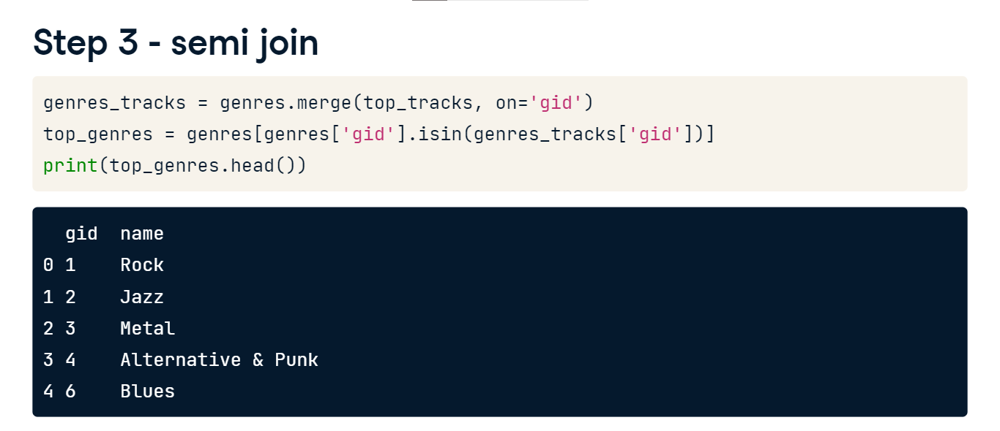 Step 3 - semi join
genres_tracks = genres.merge(top_tracks, on='gid')
top_genres = genres[genres['gid'].isin(genres_tracks['gid'])]
print(top_genres.head())
gid name
0 1 Rock
1 2 Jazz
2 3 Metal
3 4 Alternative & Punk
4 6 Blues